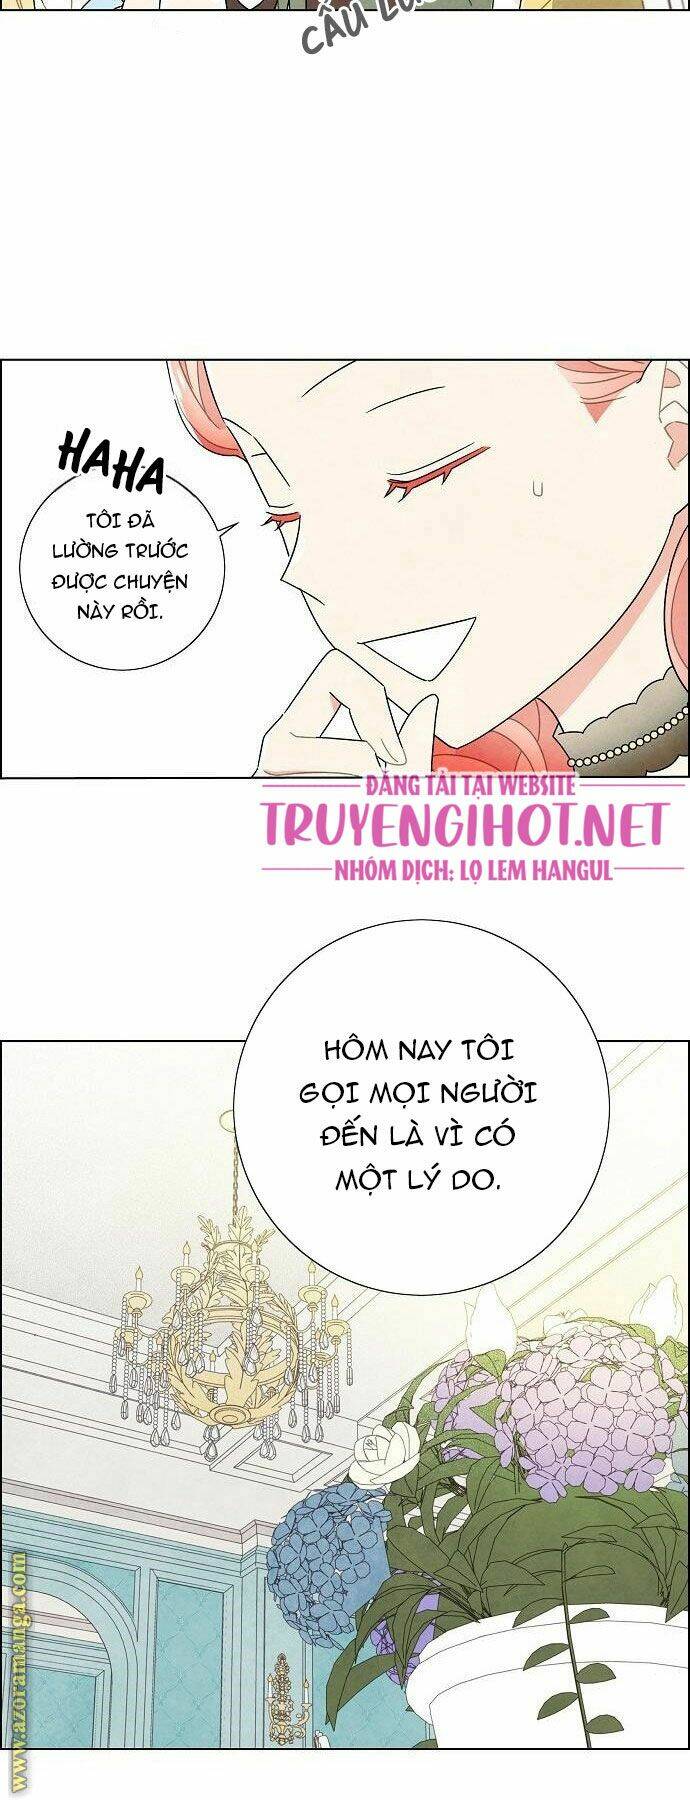 CẤU
HAHA
TÔI ĐÃ
LƯỜNG TRƯỚC
ĐƯỢC CHUYỆN
NÀY RỒI.
ĐĂNG TẢI TẠI WEBSITE
TRUYENGIHOT.NET
NHÓM DỊCH: LỌ LEM HANGUL
HÔM NAY TÔI
GỌI MỌI NGƯỜI
ĐẾN LÀ VÌ CÓ
MỘT LÝ DO.
www.azoramanga.com